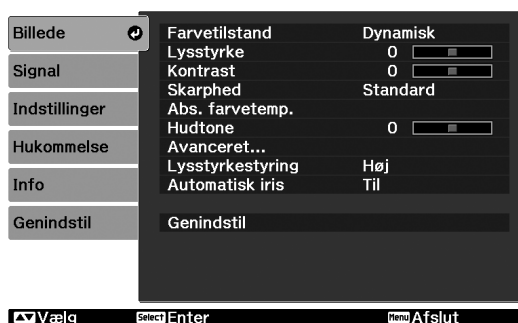 Billede
Signal
Indstillinger
Hukommelse
Info
Genindstil
Farvetilstand Dynamisk
Lysstyrke 0
Kontrast 0
Skarphed Standard
Abs. farvetemp.
Hudtone 0
Avanceret...
Lysstyrkestyring Høj
Automatisk iris Til
Genindstil
Vælg Select Enter Menu Afslut